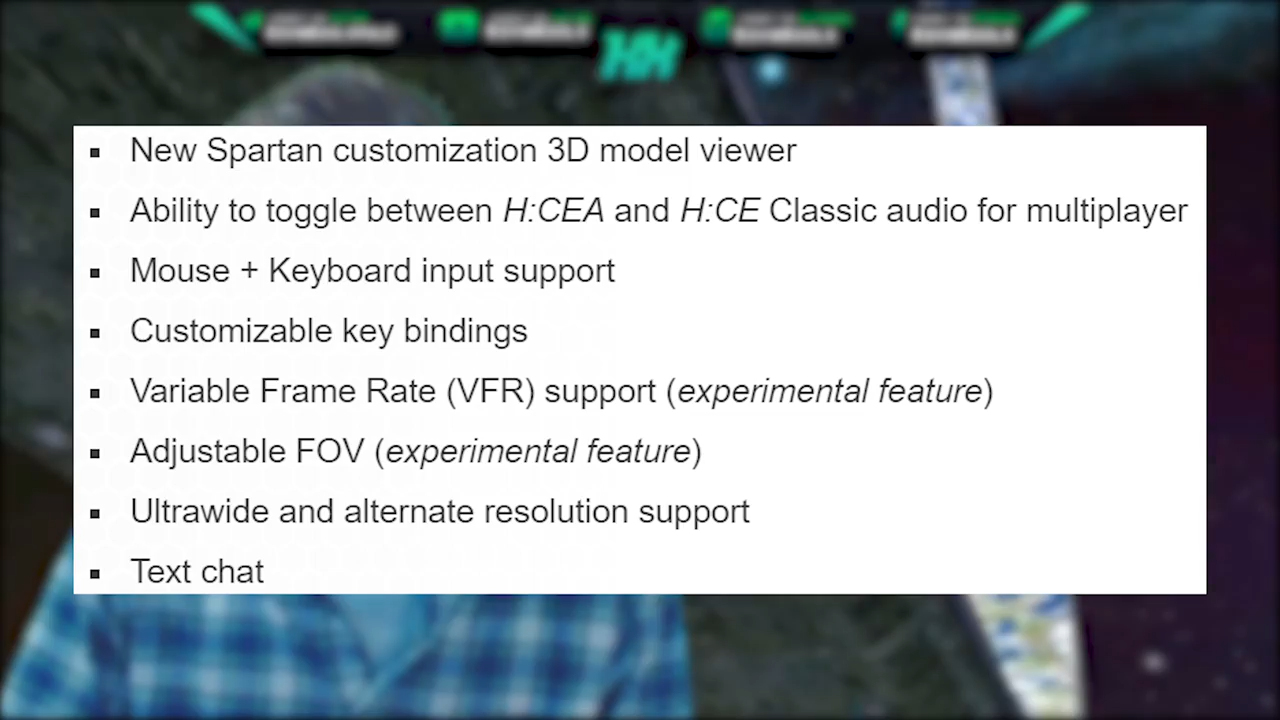 HH
New Spartan customization 3D model viewer
Ability to toggle between H:CEA and H:CE Classic audio for multiplayer
Mouse + Keyboard input support
Customizable key bindings
Variable Frame Rate (VFR) support (experimental feature)
Adjustable FOV (experimental feature)
Ultrawide and alternate resolution support
Text chat